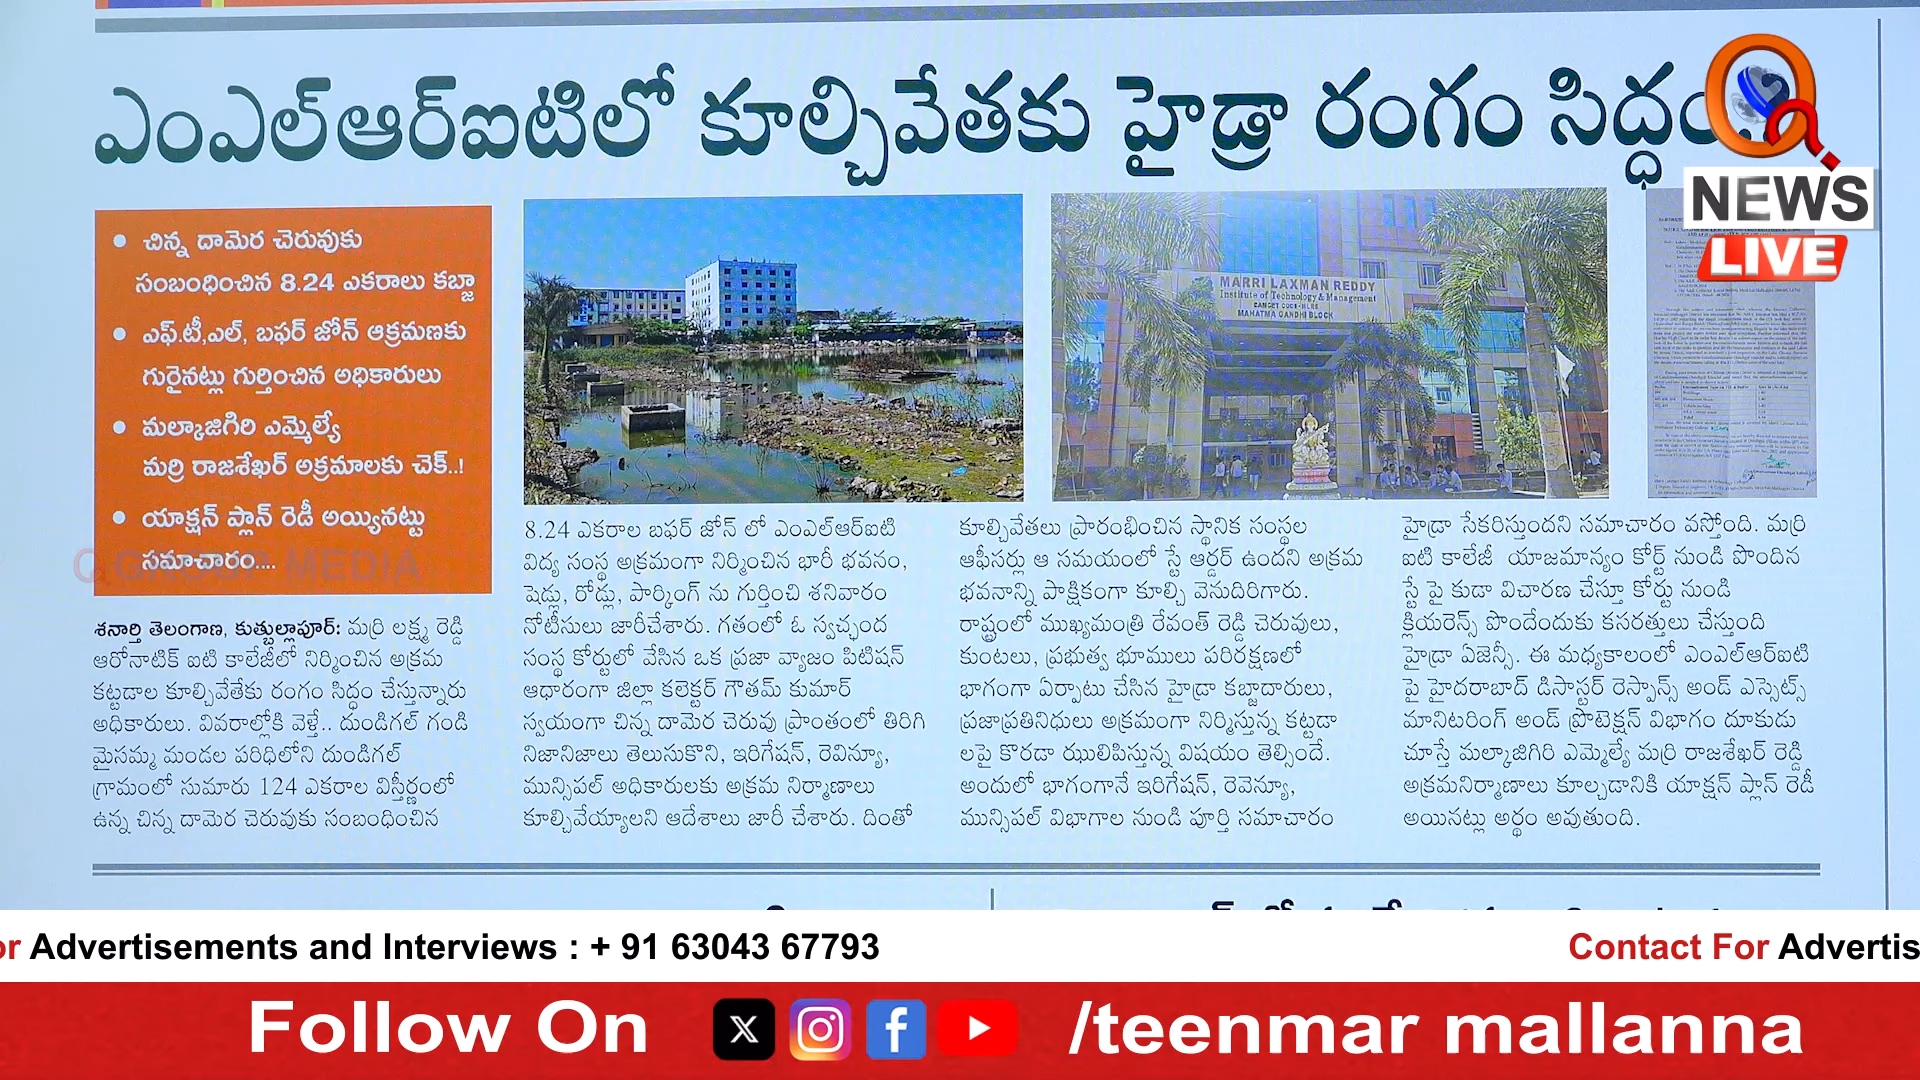 ఎంఎల్ఆర్ఐటిలో కూల్చివేతకు హైడ్రా రంగం సిద్ధం..
NEWS
LIVE
• చిన్న దామెర చెరువుకు
సంబంధించిన 8.24 ఎకరాలు కబ్జా
• ఎఫ్.టీ,ఎల్, బఫర్ జోన్ ఆక్రమణకు
గురైనట్లు గుర్తించిన అధికారులు
• మల్కాజిగిరి ఎమ్మెల్యే
మర్రి రాజశేఖర్ అక్రమాలకు చెక్..!
• యాక్షన్ ప్లాన్ రెడీ అయ్యినట్టు
సమాచారం....
MARRI LAXMAN REDDY
Institute of Technology & Management
MAHATMA GANDHI BLOCK
శనార్తి తెలంగాణ, కుత్బుల్లాపూర్: మర్రి లక్ష్మ రెడ్డి
ఆరోనాటిక్ ఐటి కాలేజీలో నిర్మించిన అక్రమ
కట్టడాల కూల్చివేతేకు రంగం సిద్ధం చేస్తున్నారు
అధికారులు. వివరాల్లోకి వెళ్తే.. దుండిగల్ గండి
మైసమ్మ మండల పరిధిలోని దుండిగల్
గ్రామంలో సుమారు 124 ఎకరాల విస్తీర్ణంలో
ఉన్న చిన్న దామెర చెరువుకు సంబంధించిన
8.24 ఎకరాల బఫర్ జోన్ లో ఎంఎల్ఆర్ఐటి
విద్య సంస్థ అక్రమంగా నిర్మించిన భారీ భవనం,
షెడ్లు, రోడ్లు, పార్కింగ్ ను గుర్తించి శనివారం
నోటీసులు జారీచేశారు. గతంలో ఓ స్వచ్ఛంద
సంస్థ కోర్టులో వేసిన ఒక ప్రజా వ్యాజం పిటిషన్
ఆధారంగా జిల్లా కలెక్టర్ గౌతమ్ కుమార్
స్వయంగా చిన్న దామెర చెరువు ప్రాంతంలో తిరిగి
నిజానిజాలు తెలుసుకొని, ఇరిగేషన్, రెవిన్యూ,
మున్సిపల్ అధికారులకు అక్రమ నిర్మాణాలు
కూల్చివేయ్యాలని ఆదేశాలు జారీ చేశారు. దింతో
కూల్చివేతలు ప్రారంభించిన స్థానిక సంస్థల
ఆఫీసర్లు ఆ సమయంలో స్టే ఆర్డర్ ఉందని అక్రమ
భవనాన్ని పాక్షికంగా కూల్చి వెనుదిరిగారు.
రాష్ట్రంలో ముఖ్యమంత్రి రేవంత్ రెడ్డి చెరువులు,
కుంటలు, ప్రభుత్వ భూములు పరిరక్షణలో
భాగంగా ఏర్పాటు చేసిన హైడ్రా కబ్జాదారులు,
ప్రజాప్రతినిధులు అక్రమంగా నిర్మిస్తున్న కట్టడా
లపై కొరడా ఝులిపిస్తున్న విషయం తెల్సిందే.
అందులో భాగంగానే ఇరిగేషన్, రెవెన్యూ,
మున్సిపల్ విభాగాల నుండి పూర్తి సమాచారం
హైడ్రా సేకరిస్తుందని సమాచారం వస్తోంది. మర్రి
ఐటి కాలేజీ యాజమాన్యం కోర్ట్ నుండి పొందిన
స్టే పై కుడా విచారణ చేస్తూ కోర్టు నుండి
క్లియరెన్స్ పొందేందుకు కసరత్తులు చేస్తుంది
హైడ్రా ఏజెన్సీ. ఈ మధ్యకాలంలో ఎంఎల్ఆర్ఐటి
పై హైదరాబాద్ డిసాస్టర్ రెస్పాన్స్ అండ్ ఎస్సెట్స్
మానిటరింగ్ అండ్ ప్రొటెక్షన్ విభాగం దూకుడు
చూస్తే మల్కాజిగిరి ఎమ్మెల్యే మర్రి రాజశేఖర్ రెడ్డి
అక్రమనిర్మాణాలు కూల్చడానికి యాక్షన్ ప్లాన్ రెడీ
అయినట్లు అర్థం అవుతుంది.
or Advertisements and Interviews : + 91 63043 67793
Contact For Advertis
Follow On
/teenmar mallanna